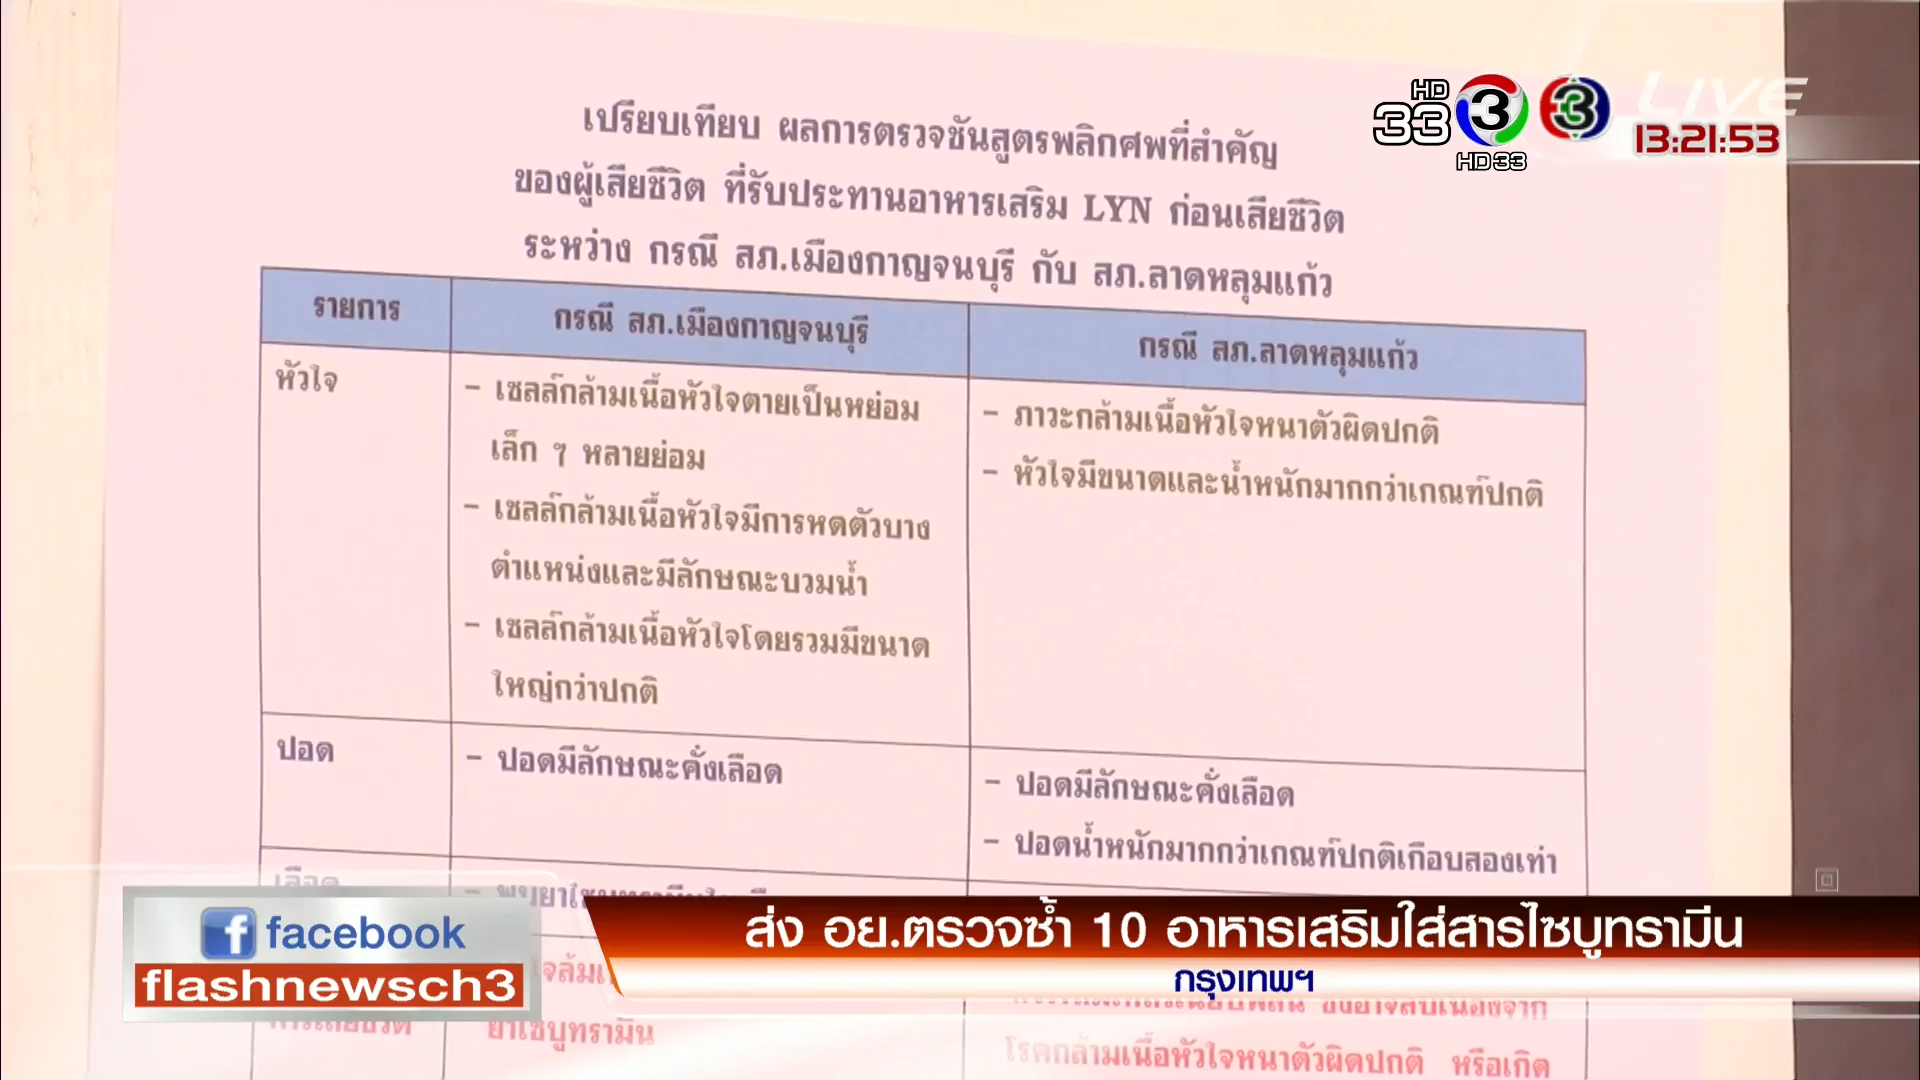 เปรียบเทียบ ผลการตรวจชันสูตรพลิกศพที่สำคัญ
ของผู้เสียชีวิต ที่รับประทานอาหารเสริม LYN ก่อนเสียชีวิต
ระหว่าง กรณี สภ.เมืองกาญจนบุรี กับ สภ.ลาดหลุมแก้ว
HD
33
3
HD 33
3
LIVE
13:21:53
รายการ
กรณี สภ.เมืองกาญจนบุรี
กรณี สภ.ลาดหลุมแก้ว
หัวใจ
- เซลล์กล้ามเนื้อหัวใจตายเป็นหย่อม
เล็ก ๆ หลายย่อม
- เซลล์กล้ามเนื้อหัวใจมีการหดตัวบาง
ตำแหน่งและมีลักษณะบวมน้ำ
- เซลล์กล้ามเนื้อหัวใจโดยรวมมีขนาด
ใหญ่กว่าปกติ
- ภาวะกล้ามเนื้อหัวใจหนาตัวผิดปกติ
- หัวใจมีขนาดและน้ำหนักมากกว่าเกณฑ์ปกติ
ปอด
- ปอดมีลักษณะคั่งเลือด
- ปอดมีลักษณะคั่งเลือด
- ปอดน้ำหนักมากกว่าเกณฑ์ปกติเกือบสองเท่า
เลือด
ยาไซบูทรามีน
โรคกล้ามเนื้อหัวใจหนาตัวผิดปกติ หรือเกิด
facebook
flashnewsch3
ส่ง อย.ตรวจซ้ำ 10 อาหารเสริมใส่สารไซบูทรามีน
กรุงเทพฯ